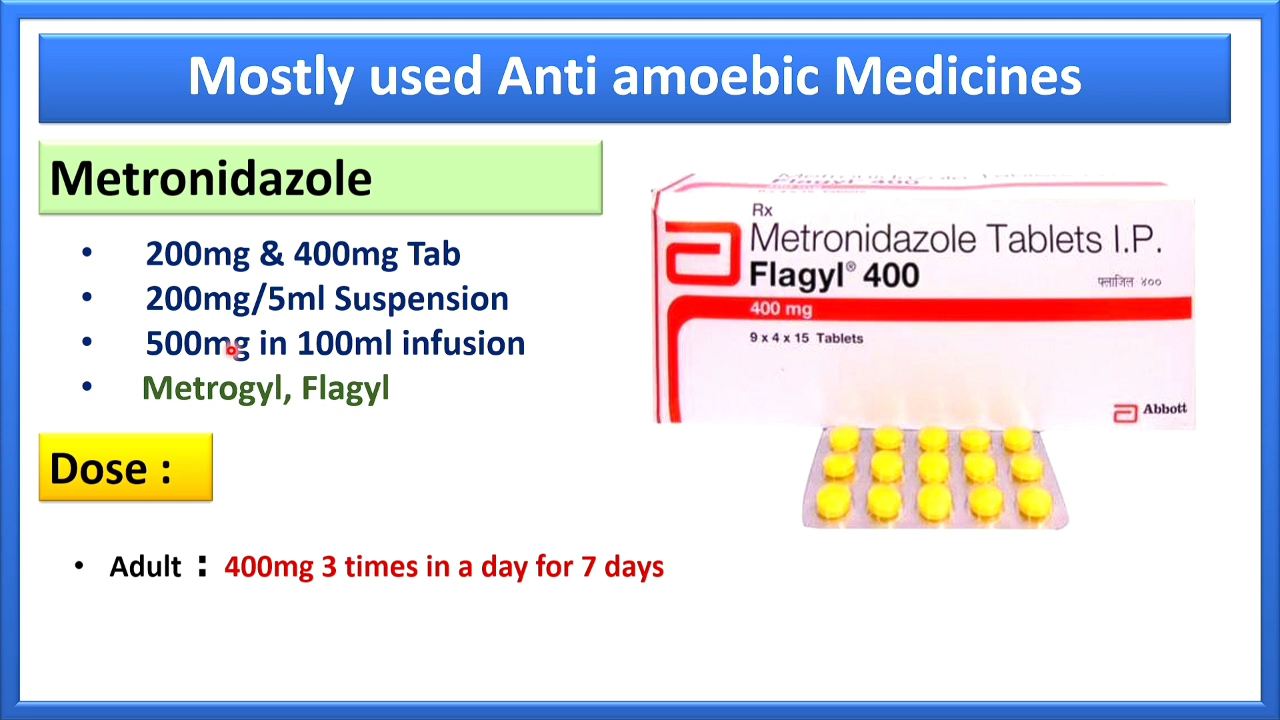 Mostly used Anti amoebic Medicines
Metronidazole
• 200mg & 400mg Tab
• 200mg/5ml Suspension
• 500mg in 100ml infusion
• Metrogyl, Flagyl
Dose :
• Adult : 400mg 3 times in a day for 7 days
Rx
Metronidazole Tablets I.P.
Flagyl® 400
फ्लाजिल ४००
400 mg
9 x 4 x 15 Tablets
Abbott